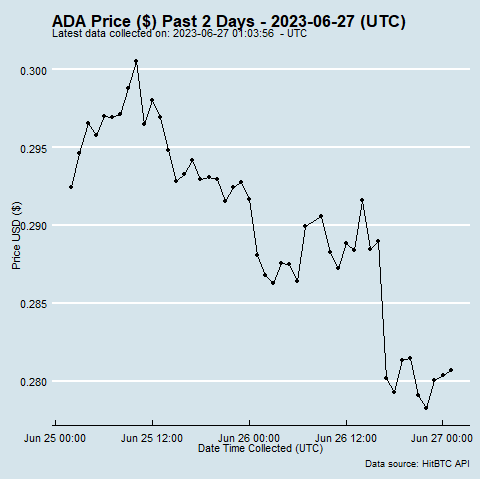 ADA Price ($) Past 2 Days - 2023-06-27 (UTC)
Latest data collected on: 2023-06-27 01:03:56  - UTC
0.300
0.295
0.290
0.285
0.280
Price USD ($)
Jun 25 00:00 Jun 25 12:00 Jun 26 00:00 Jun 26 12:00 Jun 27 00:00
Date Time Collected (UTC)
Data source: HitBTC API